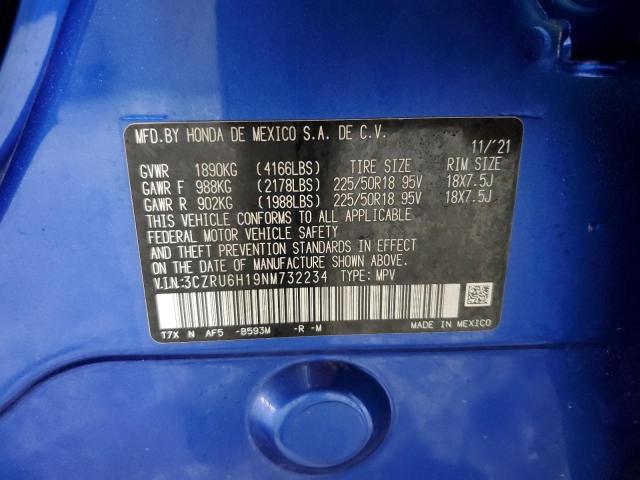 MFD.BY HONDA DE MEXICO S.A. DE C.V. 11/'21
GVWR 1890KG (4166LBS) TIRE SIZE RIM SIZE
GAWR F 988KG (2178LBS) 225/50R18 95V 18X7.5J
GAWR R 902KG (1988LBS) 225/50R18 95V 18X7.5J
THIS VEHICLE CONFORMS TO ALL APPLICABLE
FEDERAL MOTOR VEHICLE SAFETY
AND THEFT PREVENTION STANDARDS IN EFFECT
ON THE DATE OF MANUFACTURE SHOWN ABOVE.
V.I.N.:3CZRU6H19NM732234 TYPE: MPV
T7X N AF5 -B593M -R -M
MADE IN MEXICO